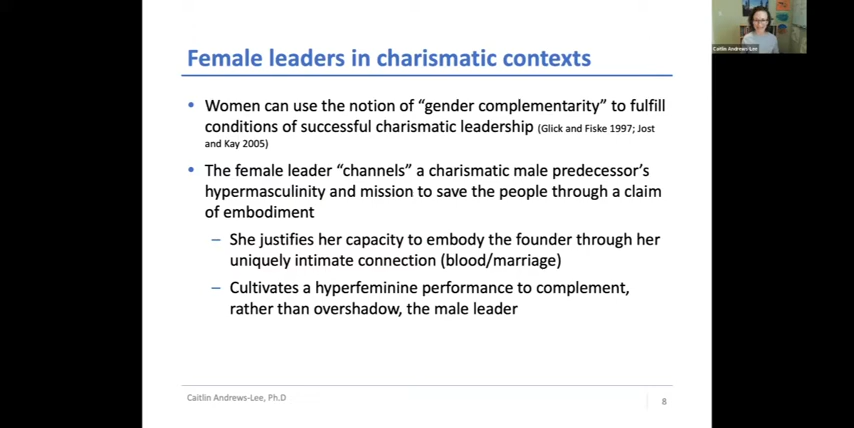 Female leaders in charismatic contexts
• Women can use the notion of “gender complementarity” to fulfill
conditions of successful charismatic leadership (Glick and Fiske 1997; Jost
and Kay 2005)
• The female leader “channels” a charismatic male predecessor’s
hypermasculinity and mission to save the people through a claim
of embodiment
– She justifies her capacity to embody the founder through her
uniquely intimate connection (blood/marriage)
– Cultivates a hyperfeminine performance to complement,
rather than overshadow, the male leader
Caitlin Andrews-Lee, Ph.D
8
Caitlin Andrews-Lee